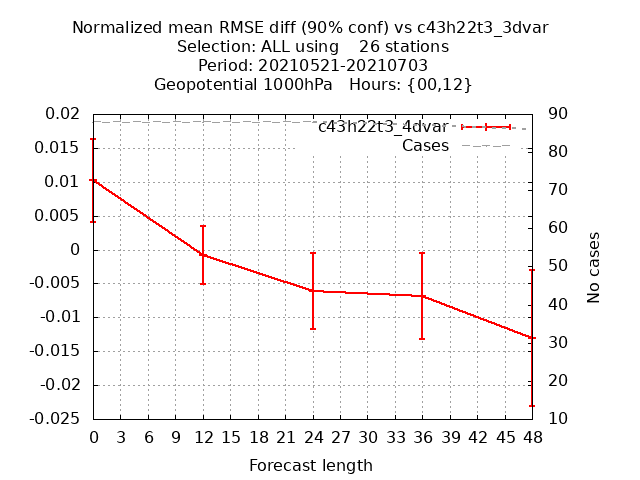 Normalized mean RMSE diff (90% conf) vs c43h22t3_3dvar
Selection: ALL using    26 stations
Period: 20210521-20210703
Geopotential 1000hPa   Hours: {00,12}
c43h22t3_4dvar
Cases
0.02
0.015
0.01
0.005
0
-0.005
-0.01
-0.015
-0.02
-0.025
90
80
70
60
50
40
30
20
10
No cases
0 3 6 9 12 15 18 21 24 27 30 33 36 39 42 45 48
Forecast length